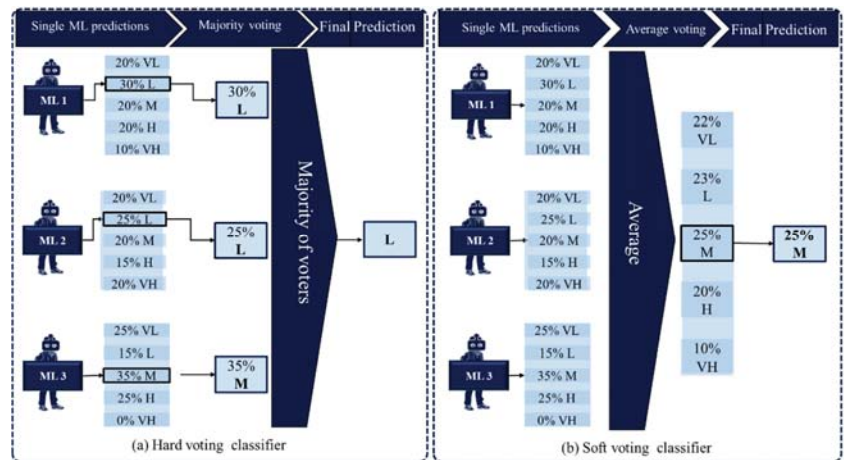 Single ML predictions
Majority voting
Final Prediction
ML 1
20% VL
30% L
20% M
20% H
10% VH
30%
L
ML 2
20% VL
25% L
20% M
15% H
20% VH
25%
L
ML 3
25% VL
15% L
35% M
25% H
0% VH
35%
M
Majority of voters
L
(a) Hard voting classifier
Single ML predictions
Average voting
Final Prediction
ML 1
20% VL
30% L
20% M
20% H
10% VH
ML 2
20% VL
25% L
20% M
15% H
20% VH
ML 3
25% VL
15% L
35% M
25% H
0% VH
Average
22%
VL
23%
L
25%
M
20%
H
10%
VH
25%
M
(b) Soft voting classifier